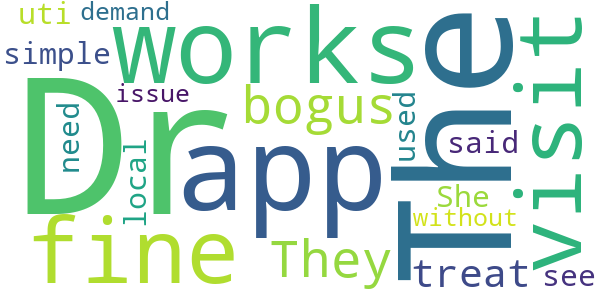 uti
demand
simple
works
The
visit
issue
Dr
need
bogus
used
app
said
local
She
fine
They
without
treat
see